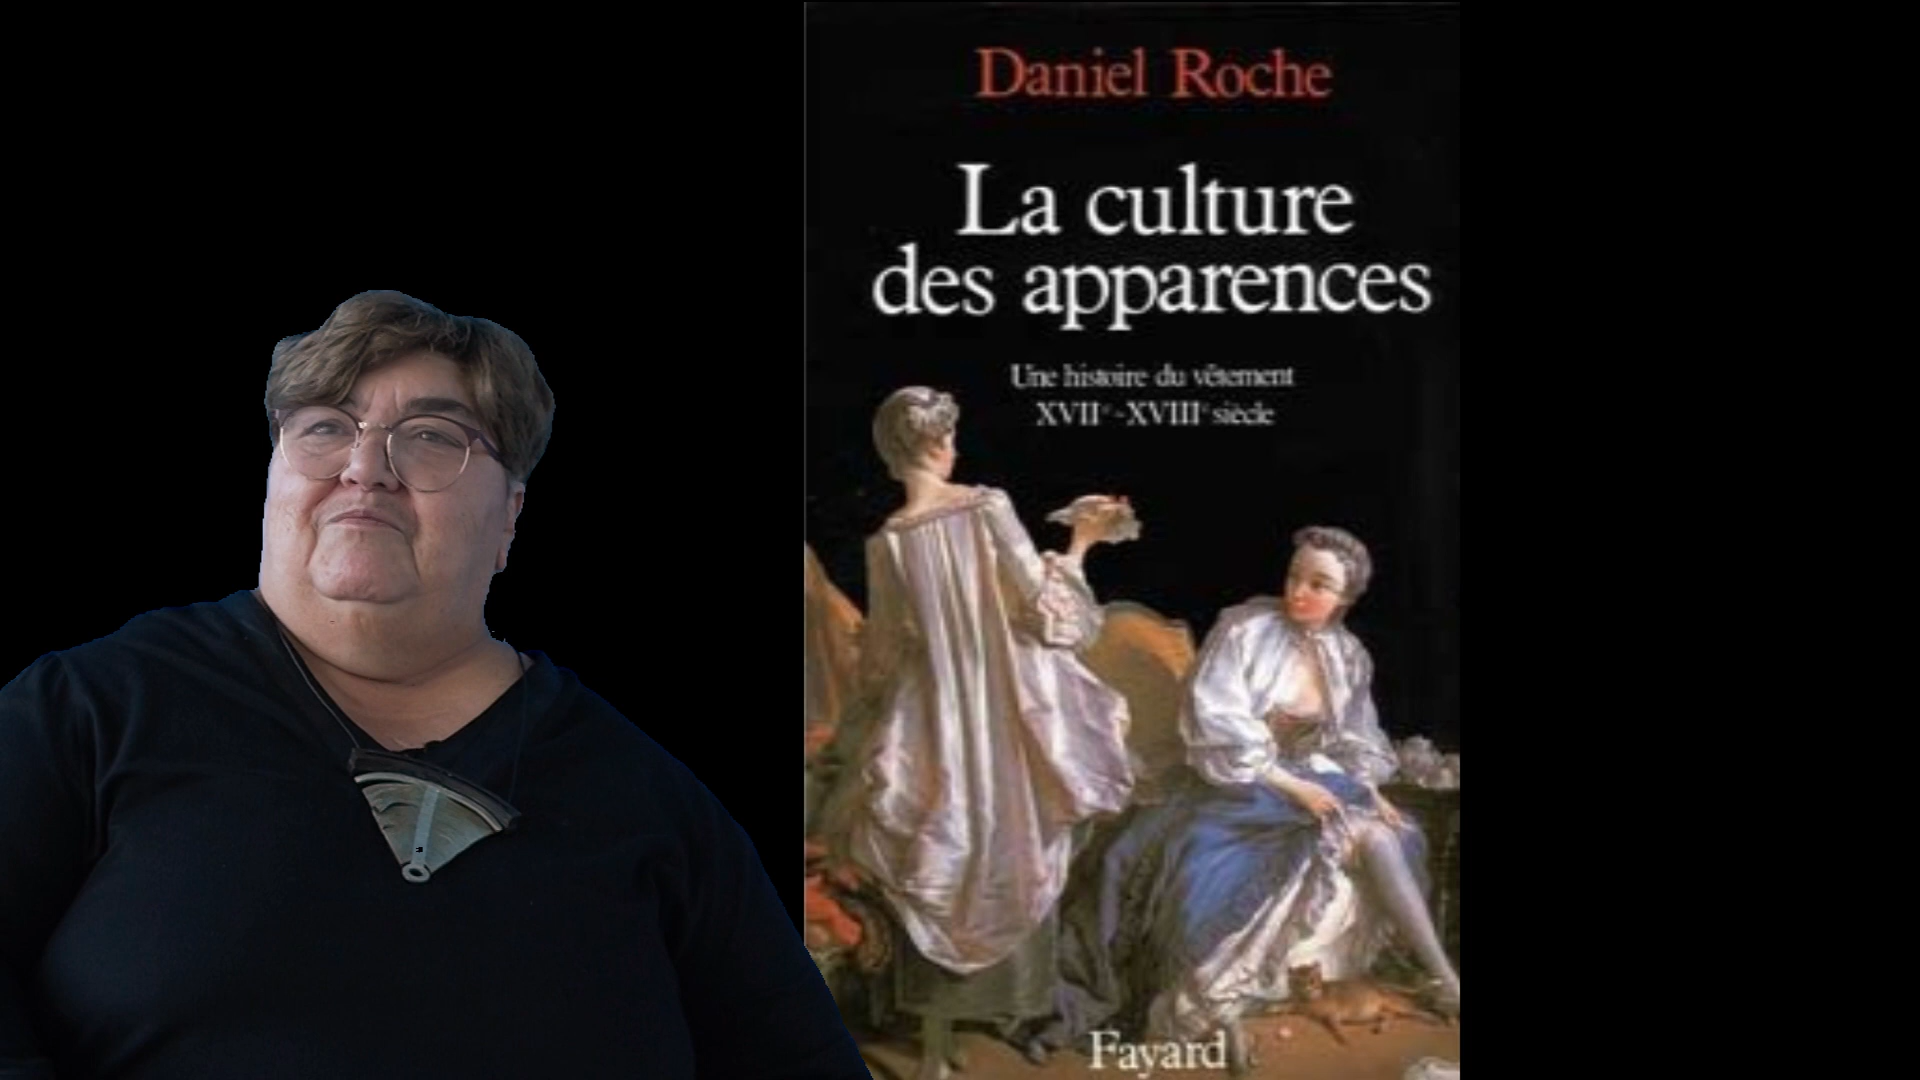 Daniel Roche
La culture
des apparences
Une histoire du vêtement
XVIIᵉ-XVIIIᵉ siècle
Fayard